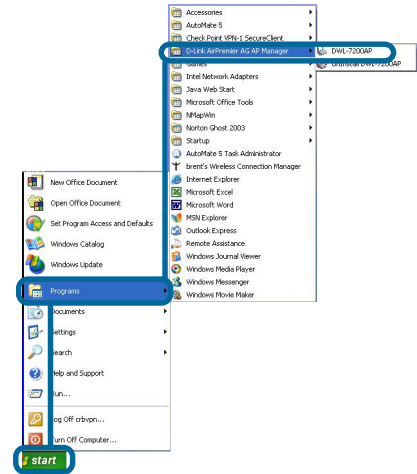 Accessories
AutoMate 5
Check Point VPN-1 SecureClient
D-Link AirPremier AG AP Manager
DWL-7200AP
Games
Uninstall DWL-7200AP
Intel Network Adapters
Java Web Start
Microsoft Office Tools
NMapWin
Norton Ghost 2003
Startup
AutoMate 5 Task Administrator
brent's Wireless Connection Manager
Internet Explorer
Microsoft Excel
Microsoft Word
MSN Explorer
Outlook Express
Remote Assistance
Windows Journal Viewer
Windows Media Player
Windows Messenger
Windows Movie Maker
New Office Document
Open Office Document
Set Program Access and Defaults
Windows Catalog
Windows Update
Programs
Documents
Settings
Search
Help and Support
Run...
Log Off crbvpn...
Turn Off Computer...
start